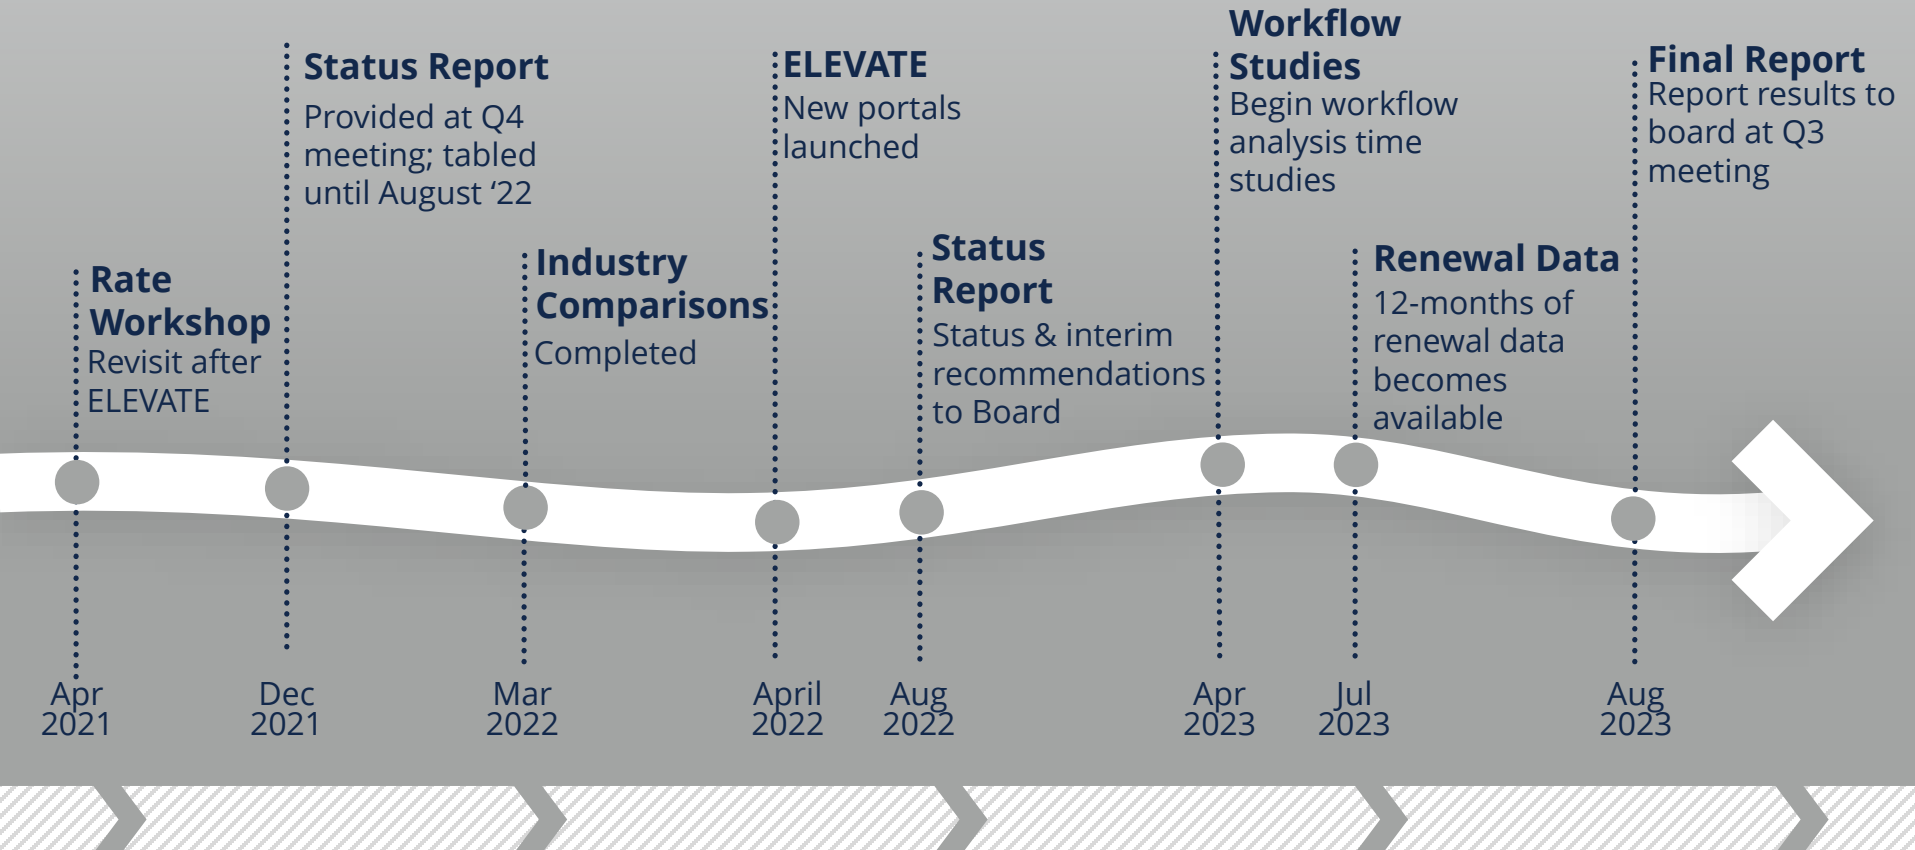 Rate
Workshop
Revisit after
ELEVATE
Status Report
Provided at Q4
meeting; tabled
until August ‘22
Industry
Comparisons
Completed
ELEVATE
New portals
launched
Status
Report
Status & interim
recommendations
to Board
Workflow
Studies
Begin workflow
analysis time
studies
Renewal Data
12-months of
renewal data
becomes
available
Final Report
Report results to
board at Q3
meeting
Apr
2021
Dec
2021
Mar
2022
April
2022
Aug
2022
Apr
2023
Jul
2023
Aug
2023